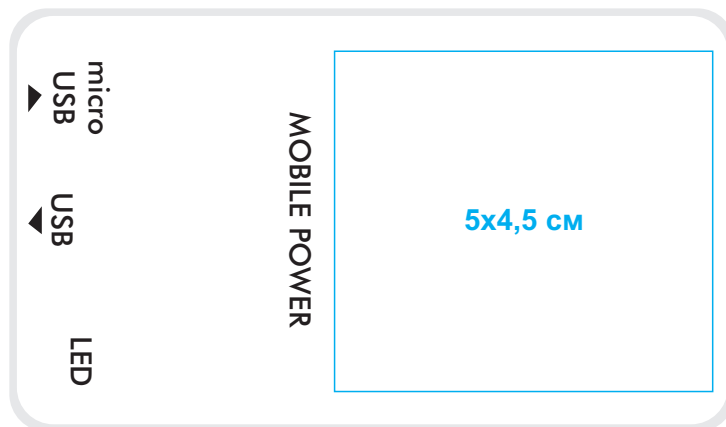 micro
USB
USB
LED
MOBILE POWER
5x4,5 см